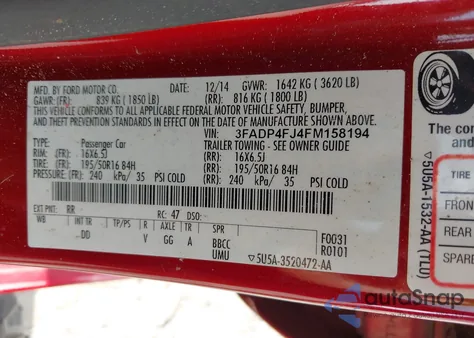 MFD. BY FORD MOTOR CO.
DATE: 12/14 GVWR: 1642 KG ( 3620 LB)
GAWR: (FR): 839 KG ( 1850 LB) (RR): 816 KG ( 1800 LB)
THIS VEHICLE CONFORMS TO ALL APPLICABLE
FEDERAL MOTOR VEHICLE SAFETY, BUMPER,
AND THEFT PREVENTION STANDARDS IN EFFECT ON THE
DATE OF MANUFACTURE SHOWN ABOVE.
VIN: 3FADP4FJ4FM158194
TYPE: Passenger Car
TRAILER TOWING - SEE OWNER GUIDE
RIM: (FR): 16X6.5J (RR): 16X6.5J
TIRE: (FR): 195/50R16 84H (RR): 195/50R16 84H
PRESSURE: (FR): 240 kPa/ 35 PSI COLD (RR): 240 kPa/ 35 PSI COLD
EXT PNT: RR
RC: 47 DSO:
WB INT TR TP/PS R AXLE TR SPR
DD V GG A BBCC
A UMU
F0031
R0101
▽5U5A-3520472-AA
▽5U5A-1532-AA (TLU)
The co
af
TIRE
FRON
REAR
SPARE
autoSnap